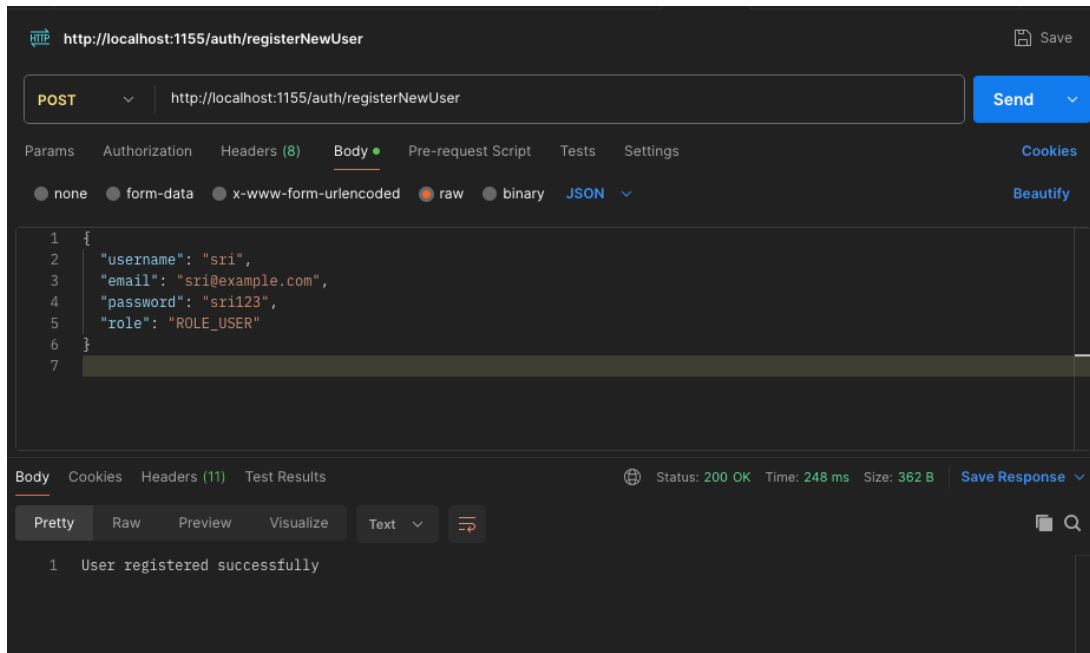 HTTP http://localhost:1155/auth/registerNewUser Save
POST http://localhost:1155/auth/registerNewUser Send
Params Authorization Headers (8) Body Pre-request Script Tests Settings Cookies
none form-data x-www-form-urlencoded raw binary JSON Beautify
1 {
2 "username": "sri",
3 "email": "sri@example.com",
4 "password": "sri123",
5 "role": "ROLE_USER"
6 }
7
Body Cookies Headers (11) Test Results Status: 200 OK Time: 248 ms Size: 362 B Save Response
Pretty Raw Preview Visualize Text
1 User registered successfully